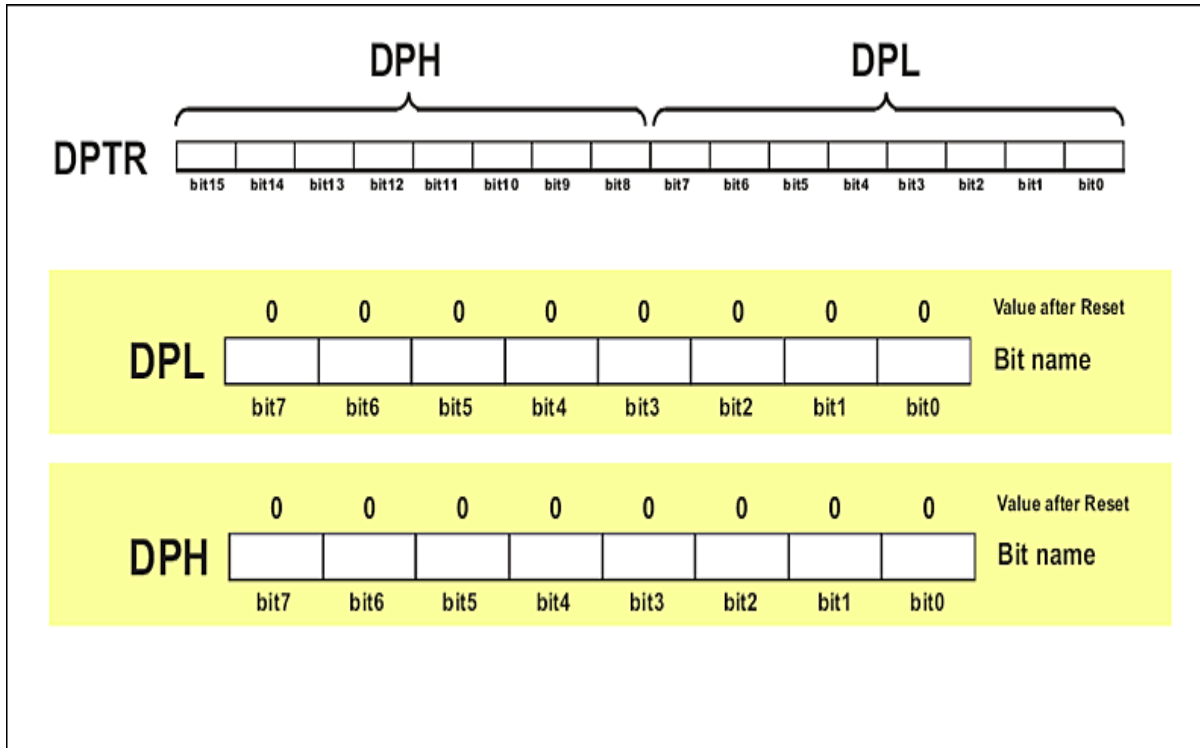 DPH DPL
DPTR
bit15 bit14 bit13 bit12 bit11 bit10 bit9 bit8 bit7 bit6 bit5 bit4 bit3 bit2 bit1 bit0
0 0 0 0 0 0 0 0 Value after Reset
DPL Bit name
bit7 bit6 bit5 bit4 bit3 bit2 bit1 bit0
0 0 0 0 0 0 0 0 Value after Reset
DPH Bit name
bit7 bit6 bit5 bit4 bit3 bit2 bit1 bit0